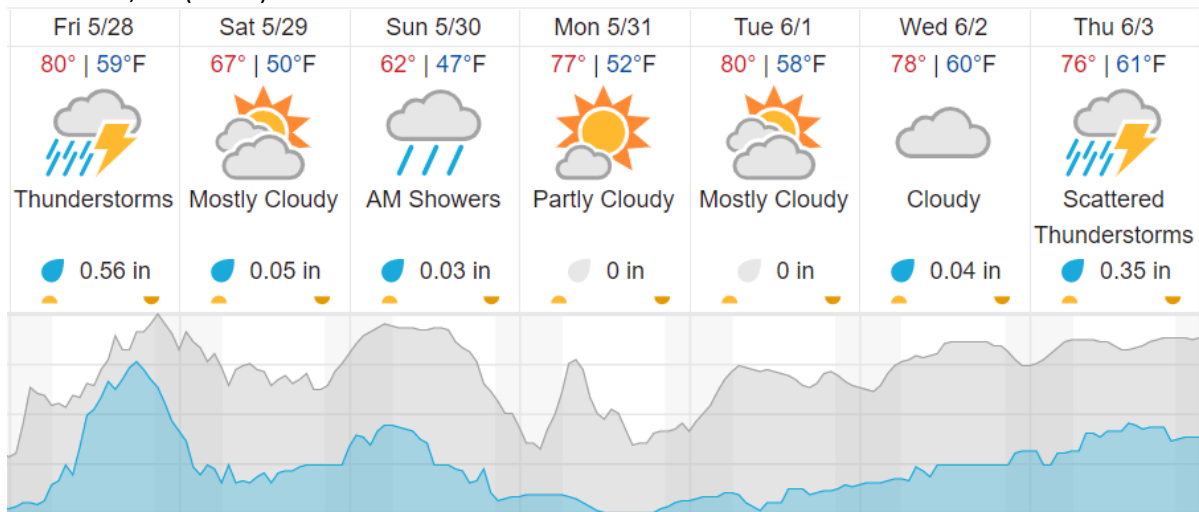 Fri 5/28 Sat 5/29 Sun 5/30 Mon 5/31 Tue 6/1 Wed 6/2 Thu 6/3
80° | 59°F 67° | 50°F 62° | 47°F 77° | 52°F 80° | 58°F 78° | 60°F 76° | 61°F
Thunderstorms Mostly Cloudy AM Showers Partly Cloudy Mostly Cloudy Cloudy Scattered
Thunderstorms
0.56 in 0.05 in 0.03 in 0 in 0 in 0.04 in 0.35 in